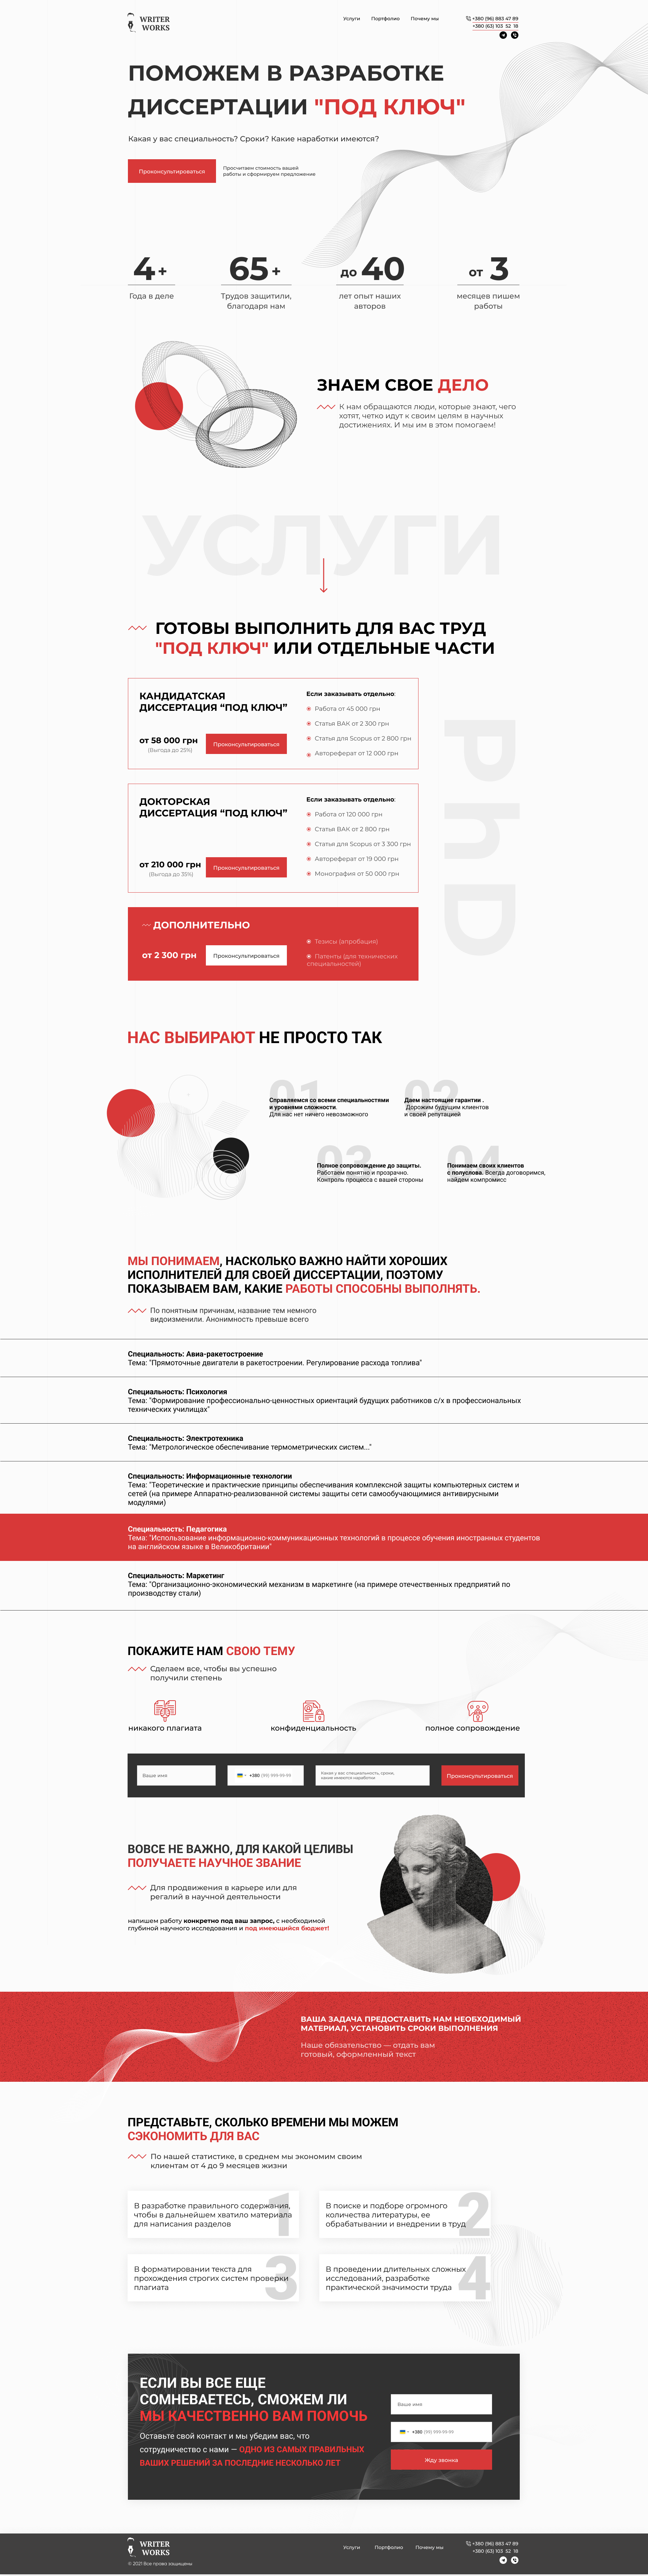 WRITER
WORKS
Услуги
Портфолио
Почему мы
+380 (96) 883 47 89
+380 (63) 103 52 18
ПОМОЖЕМ В РАЗРАБОТКЕ
ДИССЕРТАЦИИ "ПОД КЛЮЧ"
Какая у вас специальность? Сроки? Какие наработки имеются?
Проконсультироваться
Просчитаем стоимость вашей
работы и сформируем предложение
4+
Года в деле
65+
Трудов защитили,
благодаря нам
до 40
лет опыт наших
авторов
от 3
месяцев пишем
работы
ЗНАЕМ СВОЕ ДЕЛО
К нам обращаются люди, которые знают, чего
хотят, четко идут к своим целям в научных
достижениях. И мы им в этом помогаем!
УСЛУГИ
ГОТОВЫ ВЫПОЛНИТЬ ДЛЯ ВАС ТРУД
"ПОД КЛЮЧ" ИЛИ ОТДЕЛЬНЫЕ ЧАСТИ
КАНДИДАТСКАЯ
ДИССЕРТАЦИЯ “ПОД КЛЮЧ”
от 58 000 грн
(Выгода до 25%)
Проконсультироваться
Если заказывать отдельно:
Работа от 45 000 грн
Статья ВАК от 2 300 грн
Статья для Scopus от 2 800 грн
Автореферат от 12 000 грн
PhD
ДОКТОРСКАЯ
ДИССЕРТАЦИЯ “ПОД КЛЮЧ”
от 210 000 грн
(Выгода до 35%)
Проконсультироваться
Если заказывать отдельно:
Работа от 120 000 грн
Статья ВАК от 2 800 грн
Статья для Scopus от 3 300 грн
Автореферат от 19 000 грн
Монография от 50 000 грн
ДОПОЛНИТЕЛЬНО
от 2 300 грн
Проконсультироваться
Тезисы (апробация)
Патенты (для технических
специальностей)
НАС ВЫБИРАЮТ НЕ ПРОСТО ТАК
01
Справляемся со всеми специальностями
и уровнями сложности.
Для нас нет ничего невозможного
02
Даем настоящие гарантии .
Дорожим будущим клиентов
и своей репутацией
03
Полное сопровождение до защиты.
Работаем понятно и прозрачно.
Контроль процесса с вашей стороны
04
Понимаем своих клиентов
с полуслова. Всегда договоримся,
найдем компромисс
МЫ ПОНИМАЕМ, НАСКОЛЬКО ВАЖНО НАЙТИ ХОРОШИХ
ИСПОЛНИТЕЛЕЙ ДЛЯ СВОЕЙ ДИССЕРТАЦИИ, ПОЭТОМУ
ПОКАЗЫВАЕМ ВАМ, КАКИЕ РАБОТЫ СПОСОБНЫ ВЫПОЛНЯТЬ.
По понятным причинам, название тем немного
видоизменили. Анонимность превыше всего
Специальность: Авиа-ракетостроение
Тема: "Прямоточные двигатели в ракетостроении. Регулирование расхода топлива"
Специальность: Психология
Тема: "Формирование профессионально-ценностных ориентаций будущих работников с/х в профессиональных
технических училищах"
Специальность: Электротехника
Тема: "Метрологическое обеспечивание термометрических систем..."
Специальность: Информационные технологии
Тема: "Теоретические и практические принципы обеспечивания комплексной защиты компьютерных систем и
сетей (на примере Аппаратно-реализованной системы защиты сети самообучающимися антивирусными
модулями)
Специальность: Педагогика
Тема: "Использование информационно-коммуникационных технологий в процессе обучения иностранных студентов
на английском языке в Великобритании"
Специальность: Маркетинг
Тема: "Организационно-экономический механизм в маркетинге (на примере отечественных предприятий по
производству стали)
ПОКАЖИТЕ НАМ СВОЮ ТЕМУ
Сделаем все, чтобы вы успешно
получили степень
никакого плагиата
конфиденциальность
полное сопровождение
Ваше имя
+380 (99) 999-99-99
Какая у вас специальность, сроки,
какие имеются наработки
Проконсультироваться
ВОВСЕ НЕ ВАЖНО, ДЛЯ КАКОЙ ЦЕЛИВЫ
ПОЛУЧАЕТЕ НАУЧНОЕ ЗВАНИЕ
Для продвижения в карьере или для
регалий в научной деятельности
напишем работу конкретно под ваш запрос, с необходимой
глубиной научного исследования и под имеющийся бюджет!
ВАША ЗАДАЧА ПРЕДОСТАВИТЬ НАМ НЕОБХОДИМЫЙ
МАТЕРИАЛ, УСТАНОВИТЬ СРОКИ ВЫПОЛНЕНИЯ
Наше обязательство — отдать вам
готовый, оформленный текст
ПРЕДСТАВЬТЕ, СКОЛЬКО ВРЕМЕНИ МЫ МОЖЕМ
СЭКОНОМИТЬ ДЛЯ ВАС
По нашей статистике, в среднем мы экономим своим
клиентам от 4 до 9 месяцев жизни
1
В разработке правильного содержания,
чтобы в дальнейшем хватило материала
для написания разделов
2
В поиске и подборе огромного
количества литературы, ее
обрабатывании и внедрении в труд
3
В форматировании текста для
прохождения строгих систем проверки
плагиата
4
В проведении длительных сложных
исследований, разработке
практической значимости труда
ЕСЛИ ВЫ ВСЕ ЕЩЕ
СОМНЕВАЕТЕСЬ, СМОЖЕМ ЛИ
МЫ КАЧЕСТВЕННО ВАМ ПОМОЧЬ
Оставьте свой контакт и мы убедим вас, что
сотрудничество с нами — ОДНО ИЗ САМЫХ ПРАВИЛЬНЫХ
ВАШИХ РЕШЕНИЙ ЗА ПОСЛЕДНИЕ НЕСКОЛЬКО ЛЕТ
Ваше имя
+380 (99) 999-99-99
Жду звонка
WRITER
WORKS
© 2021 Все права защищены
Услуги
Портфолио
Почему мы
+380 (96) 883 47 89
+380 (63) 103 52 18